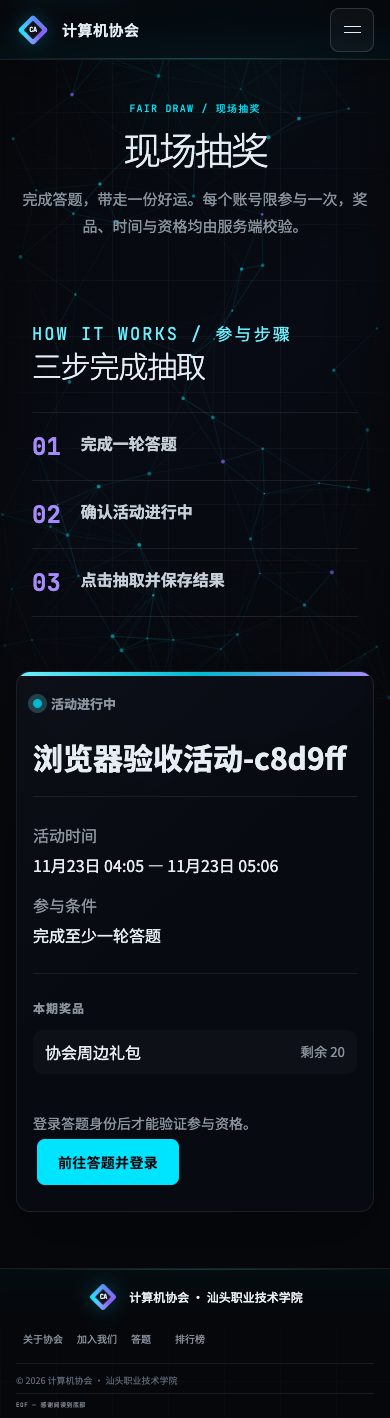 CA 计算机协会
FAIR DRAW / 现场抽奖
现场抽奖
完成答题，带走一份好运。每个账号限参与一次，奖
品、时间与资格均由服务端校验。
HOW IT WORKS / 参与步骤
三步完成抽取
01 完成一轮答题
02 确认活动进行中
03 点击抽取并保存结果
活动进行中
浏览器验收活动-c8d9ff
活动时间
11月23日 04:05 — 11月23日 05:06
参与条件
完成至少一轮答题
本期奖品
协会周边礼包 剩余 20
登录答题身份后才能验证参与资格。
前往答题并登录
CA 计算机协会 · 汕头职业技术学院
关于协会 加入我们 答题 排行榜
© 2026 计算机协会 · 汕头职业技术学院
EOF — 感谢阅读到底部